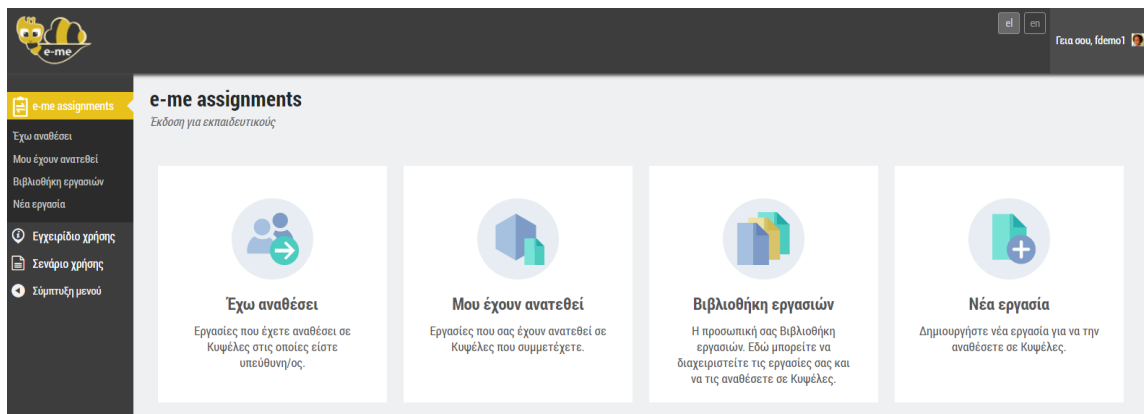 e-me
el en
Γεια σου, fdemo1
e-me assignments
Έχω αναθέσει
Μου έχουν ανατεθεί
Βιβλιοθήκη εργασιών
Νέα εργασία
Εγχειρίδιο χρήσης
Σενάριο χρήσης
Σύμπτυξη μενού
e-me assignments
Έκδοση για εκπαιδευτικούς
Έχω αναθέσει
Εργασίες που έχετε αναθέσει σε
Κυψέλες στις οποίες είστε
υπεύθυνη/ος.
Μου έχουν ανατεθεί
Εργασίες που σας έχουν ανατεθεί σε
Κυψέλες που συμμετέχετε.
Βιβλιοθήκη εργασιών
Η προσωπική σας Βιβλιοθήκη
εργασιών. Εδώ μπορείτε να
διαχειριστείτε τις εργασίες σας και
να τις αναθέσετε σε Κυψέλες.
Νέα εργασία
Δημιουργήστε νέα εργασία για να την
αναθέσετε σε Κυψέλες.